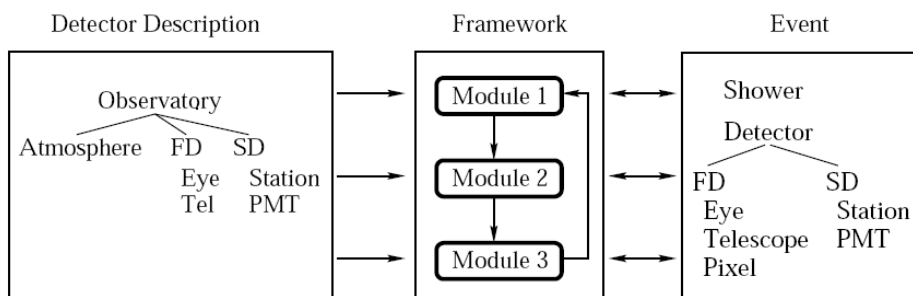 Detector Description
Framework
Event
Observatory
Atmosphere FD SD
Eye Station
Tel PMT
Module 1
Module 2
Module 3
Shower
Detector
FD SD
Eye Station
Telescope PMT
Pixel